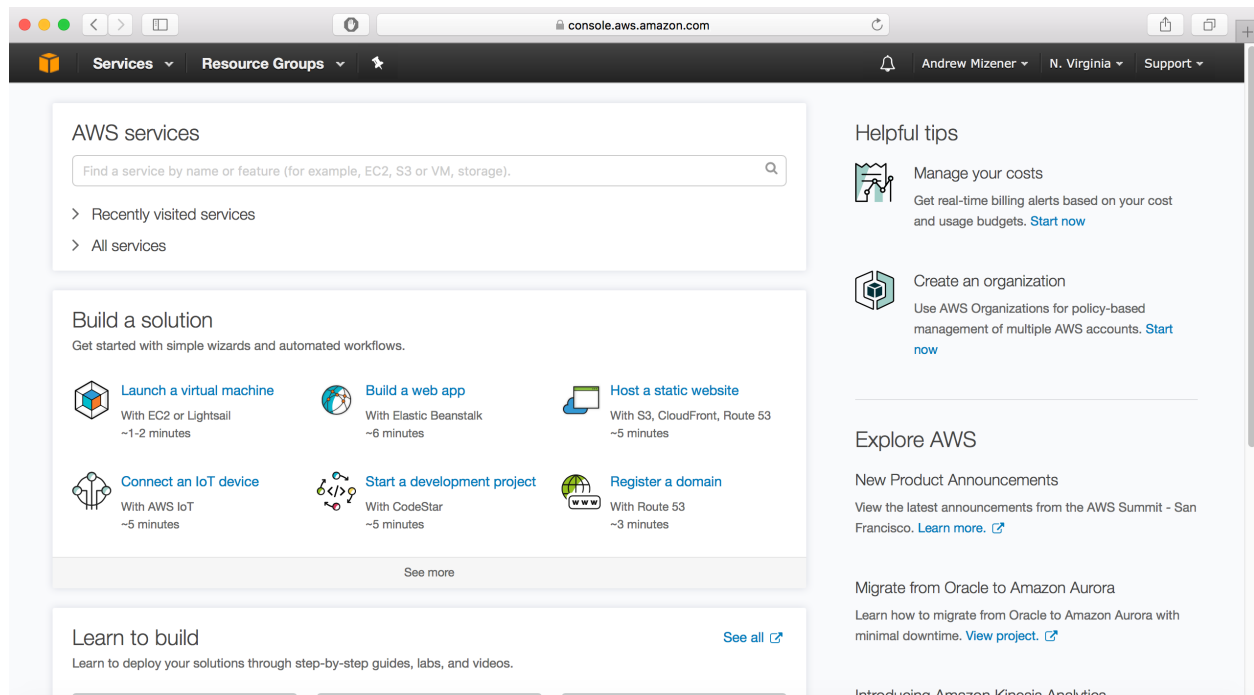 console.aws.amazon.com
Services
Resource Groups
Andrew Mizener
N. Virginia
Support
AWS services
Find a service by name or feature (for example, EC2, S3 or VM, storage).
Recently visited services
All services
Build a solution
Get started with simple wizards and automated workflows.
Launch a virtual machine
With EC2 or Lightsail
~1-2 minutes
Build a web app
With Elastic Beanstalk
~6 minutes
Host a static website
With S3, CloudFront, Route 53
~5 minutes
Connect an IoT device
With AWS IoT
~5 minutes
Start a development project
With CodeStar
~5 minutes
www
Register a domain
With Route 53
~3 minutes
See more
Learn to build
See all
Learn to deploy your solutions through step-by-step guides, labs, and videos.
Helpful tips
Manage your costs
Get real-time billing alerts based on your cost
and usage budgets. Start now
Create an organization
Use AWS Organizations for policy-based
management of multiple AWS accounts. Start
now
Explore AWS
New Product Announcements
View the latest announcements from the AWS Summit - San
Francisco. Learn more.
Migrate from Oracle to Amazon Aurora
Learn how to migrate from Oracle to Amazon Aurora with
minimal downtime. View project.
Introducing Amazon Kinesis Analytics